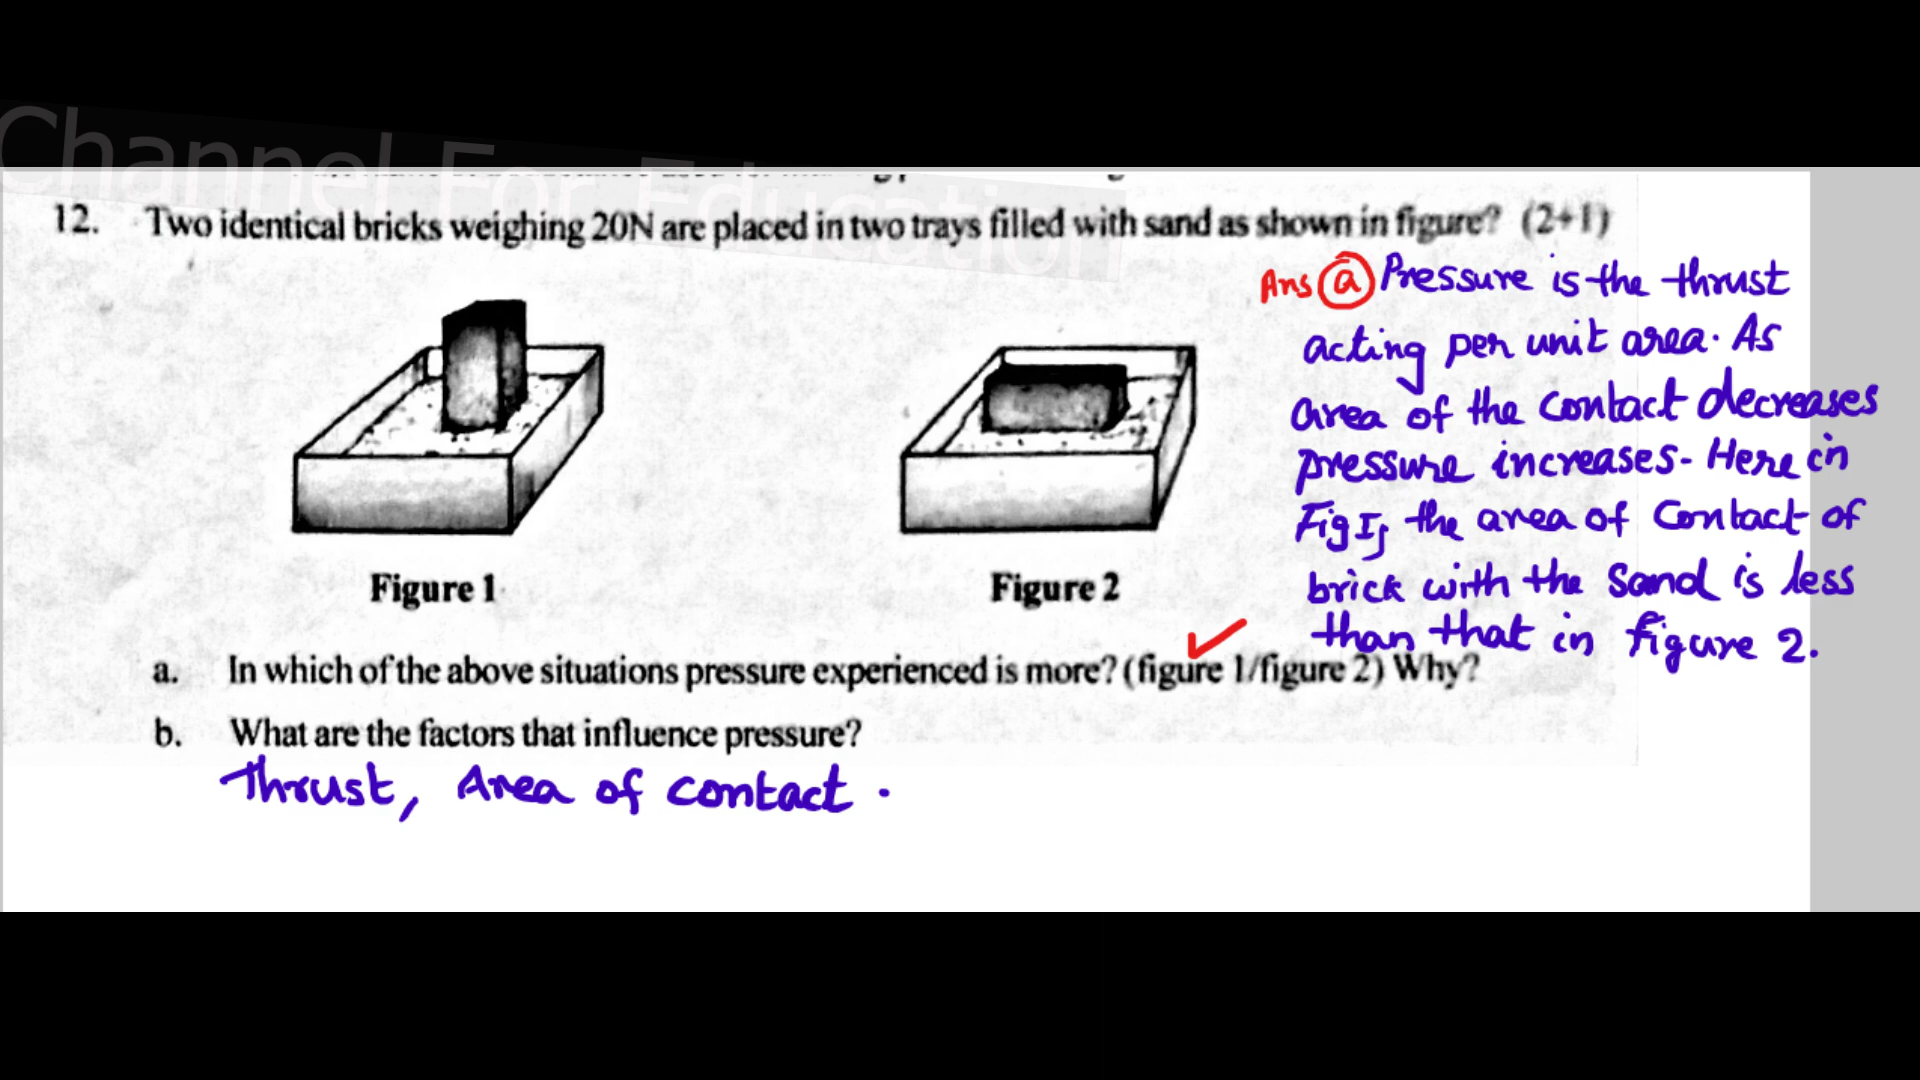 Channel For Education
12. Two identical bricks weighing 20N are placed in two trays filled with sand as shown in figure? (2+1)
Ans ⓐ Pressure is the thrust
acting per unit area. As
area of the contact decreases
pressure increases. Here in
Fig I, the area of contact of
brick with the sand is less
than that in figure 2.
Figure 1
Figure 2
a. In which of the above situations pressure experienced is more? (figure 1/figure 2) Why?
b. What are the factors that influence pressure?
Thrust, Area of contact .